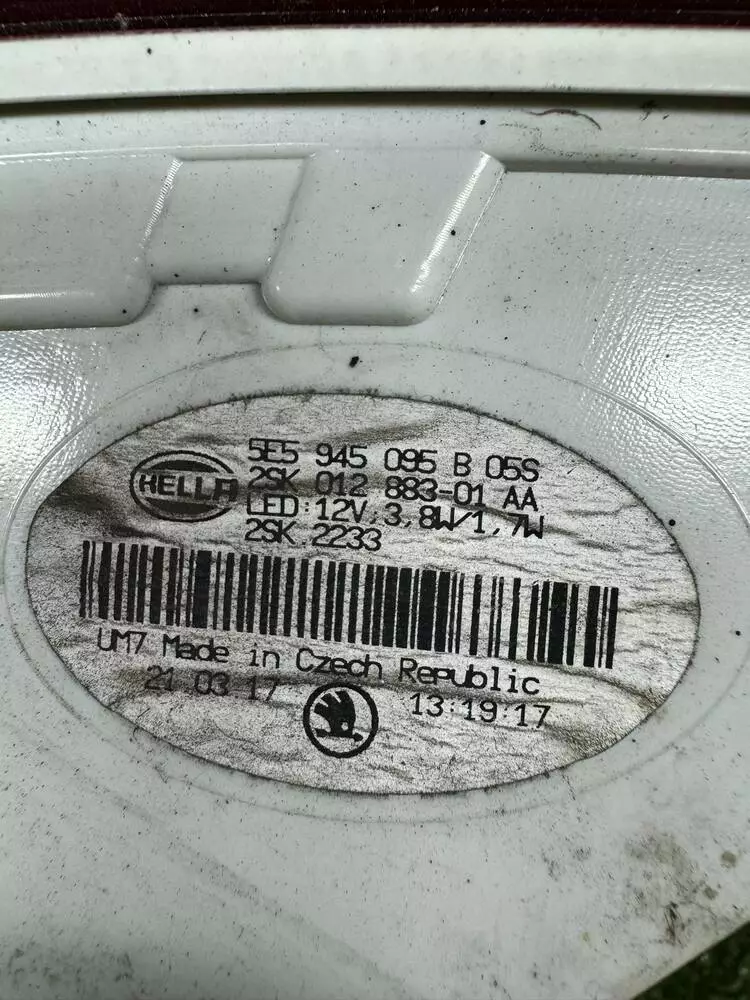 HELLA
5E5 945 095 B 05S
2SK 012 883-01 AA
LED: 12V, 3,8W/1,7W
2SK.2233
UM7 Made in Czech Republic
21.03.17 13:19:17